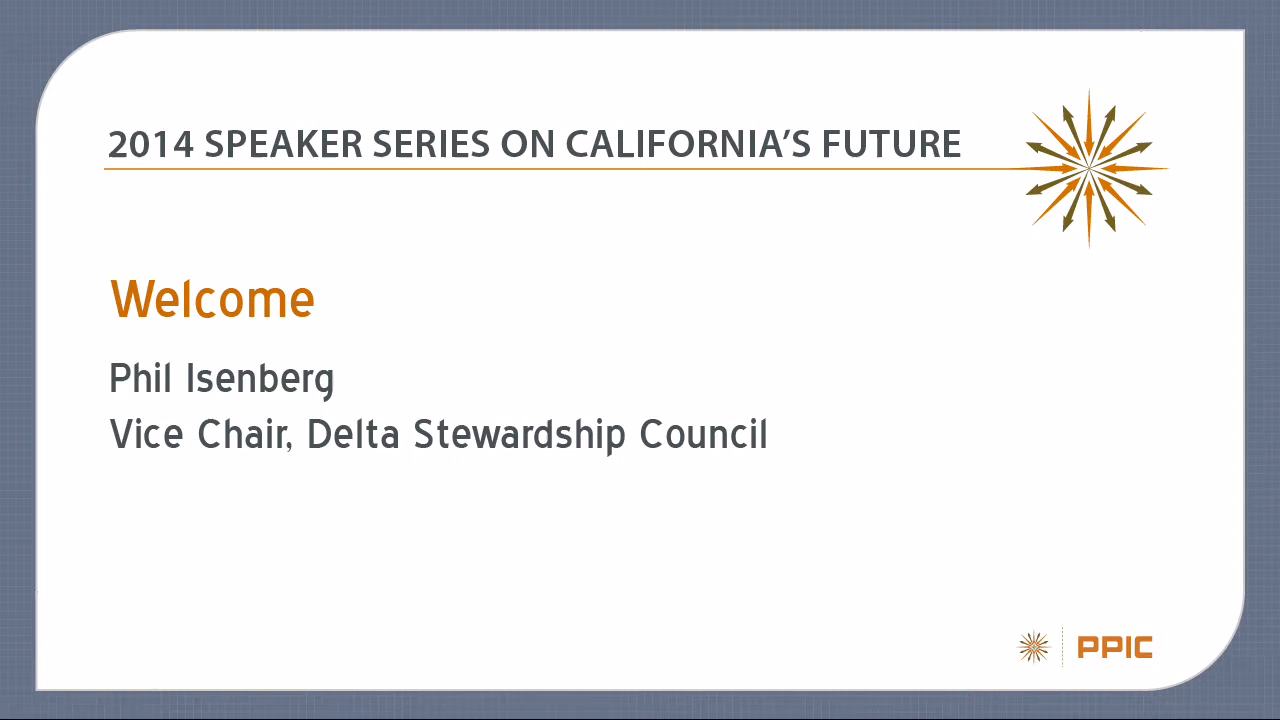 2014 SPEAKER SERIES ON CALIFORNIA’S FUTURE
Welcome
Phil Isenberg
Vice Chair, Delta Stewardship Council
PPIC